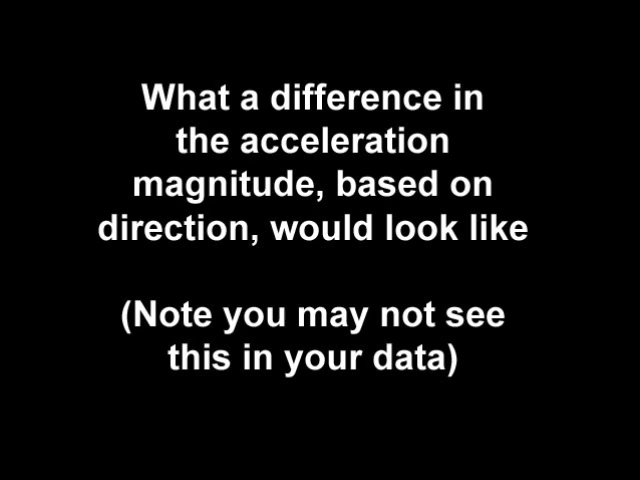 What a difference in
the acceleration
magnitude, based on
direction, would look like
(Note you may not see
this in your data)